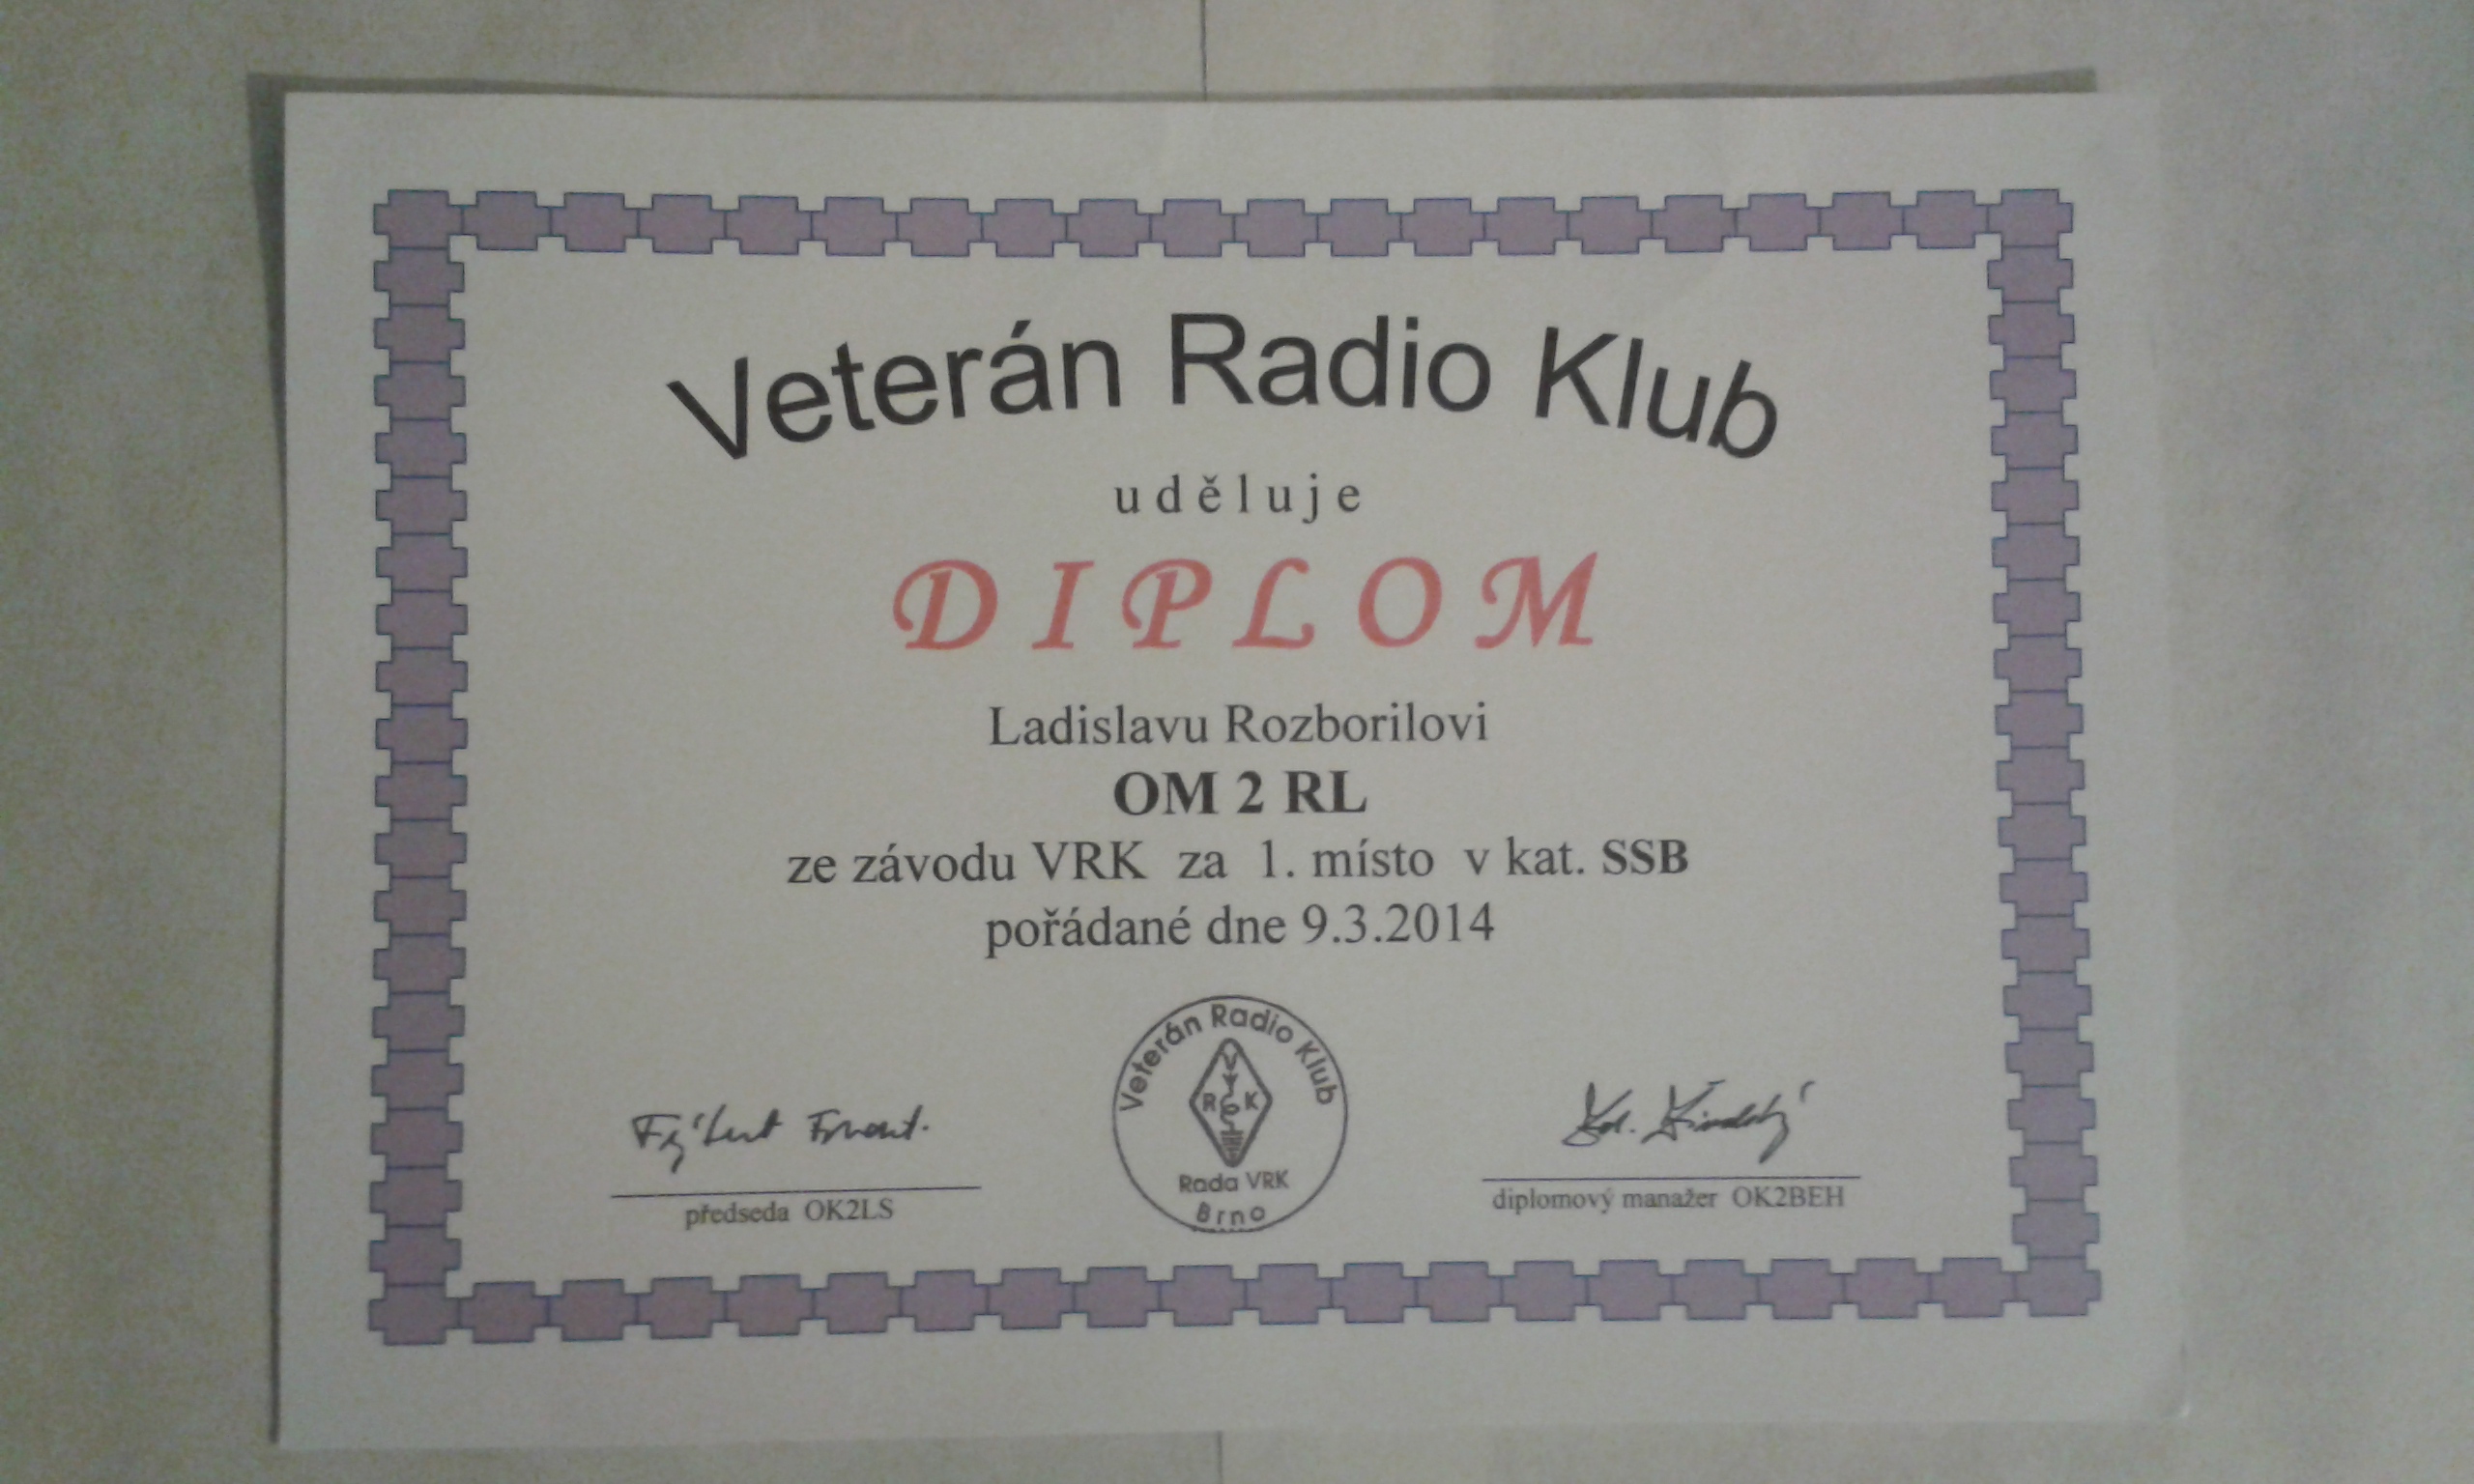 Veterán Radio Klub
uděluje
DIPLOM
Ladislavu Rozborilovi
OM 2 RL
ze závodu VRK za 1. místo v kat. SSB
pořádané dne 9.3.2014
Veterán Radio Klub
V
R K
Rada VRK
Brno
předseda OK2LS
diplomový manažer OK2BEH